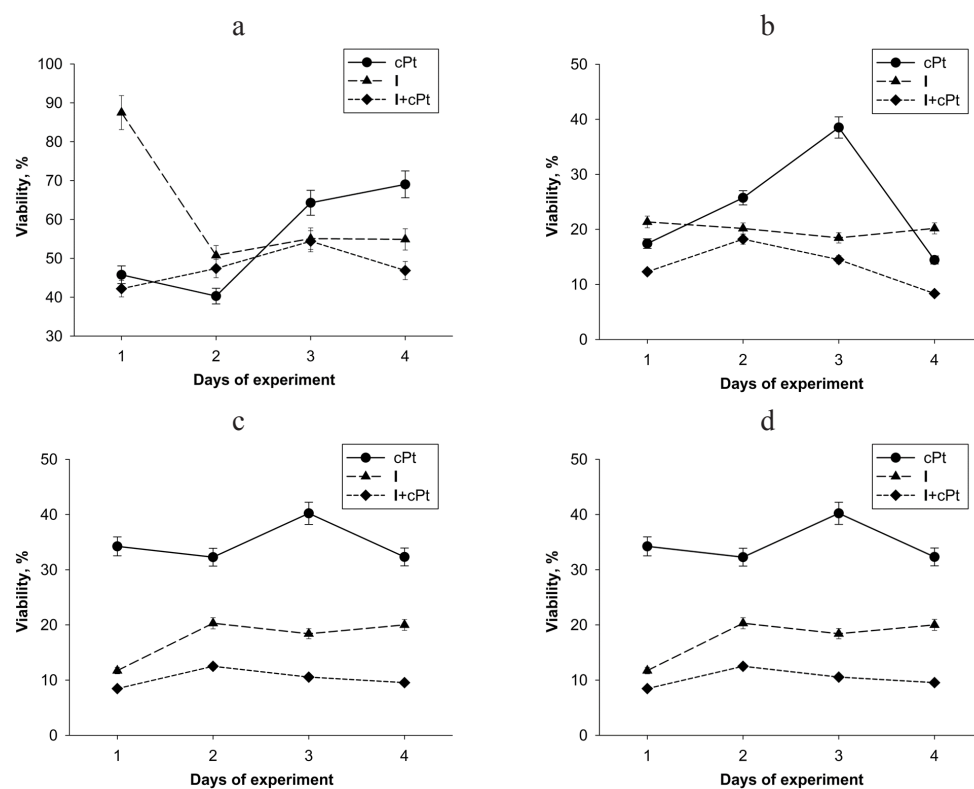 a
cPt
I
I+cPt
100
90
80
70
60
50
40
30
Viability, %
1 2 3 4
Days of experiment
b
cPt
I
I+cPt
50
40
30
20
10
0
Viability, %
1 2 3 4
Days of experiment
c
cPt
I
I+cPt
50
40
30
20
10
0
Viability, %
1 2 3 4
Days of experiment
d
cPt
I
I+cPt
50
40
30
20
10
0
Viability, %
1 2 3 4
Days of experiment